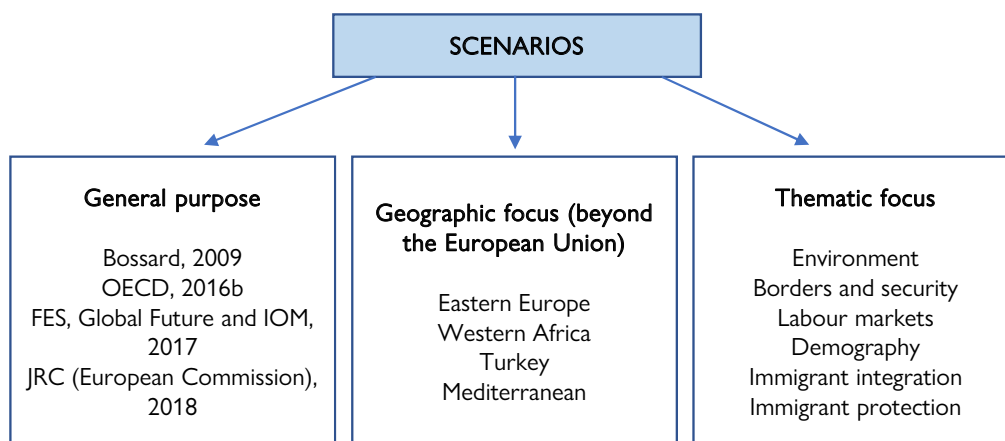 SCENARIOS
General purpose
Bossard, 2009
OECD, 2016b
FES, Global Future and IOM,
2017
JRC (European Commission),
2018
Geographic focus (beyond
the European Union)
Eastern Europe
Western Africa
Turkey
Mediterranean
Thematic focus
Environment
Borders and security
Labour markets
Demography
Immigrant integration
Immigrant protection